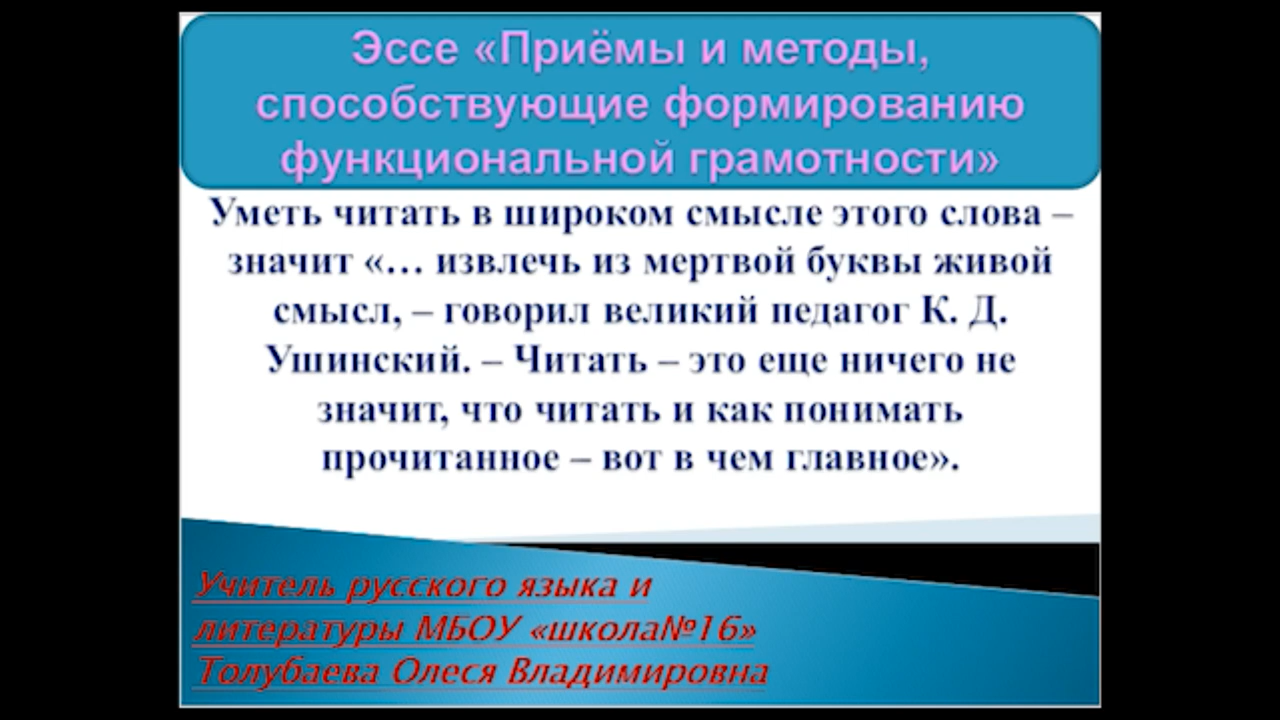 Эссе «Приёмы и методы,
способствующие формированию
функциональной грамотности»
Уметь читать в широком смысле этого слова –
значит «… извлечь из мертвой буквы живой
смысл, – говорил великий педагог К. Д.
Ушинский. – Читать – это еще ничего не
значит, что читать и как понимать
прочитанное – вот в чем главное».
Учитель русского языка и
литературы МБОУ «школа№16»
Толубаева Олеся Владимировна